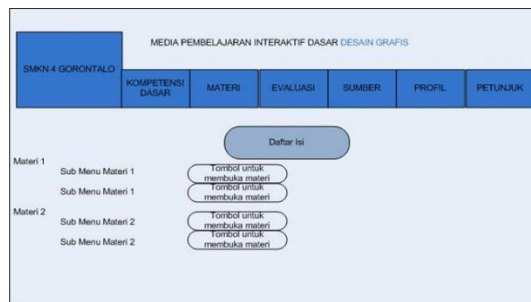 MEDIA PEMBELAJARAN INTERAKTIF DASAR DESAIN GRAFIS
SMKN 4 GORONTALO
KOMPETENSI
DASAR
MATERI
EVALUASI
SUMBER
PROFIL
PETUNJUK
Daftar Isi
Materi 1
Sub Menu Materi 1
Tombol untuk
membuka materi
Sub Menu Materi 1
Tombol untuk
membuka materi
Materi 2
Sub Menu Materi 2
Tombol untuk
membuka materi
Sub Menu Materi 2
Tombol untuk
membuka materi